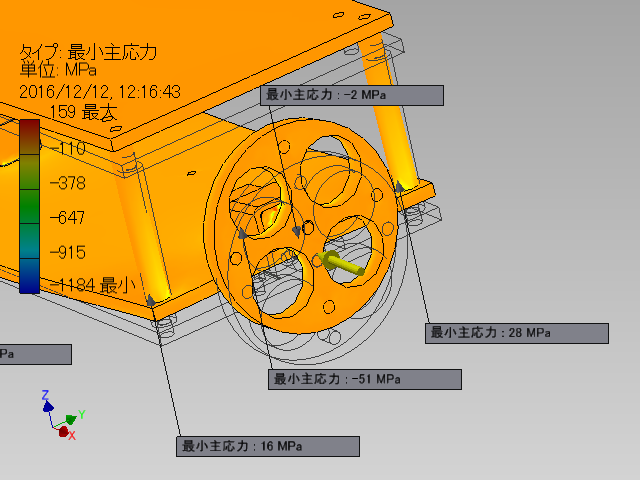 タイプ: 最小主応力
単位: MPa
2016/12/12, 12:16:43
159 最大
-110
-378
-647
-915
-1184 最小
最小主応力 : -2 MPa
最小主応力 : 28 MPa
Pa
最小主応力 : -51 MPa
最小主応力 : 16 MPa
Z
Y
X